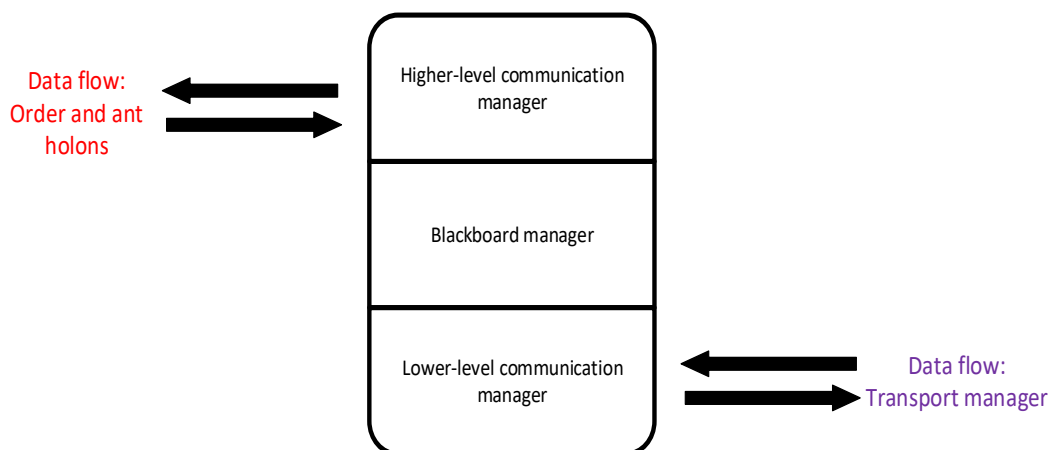 Higher-level communication
manager
Data flow:
Order and ant
holons
Blackboard manager
Lower-level communication
manager
Data flow:
Transport manager